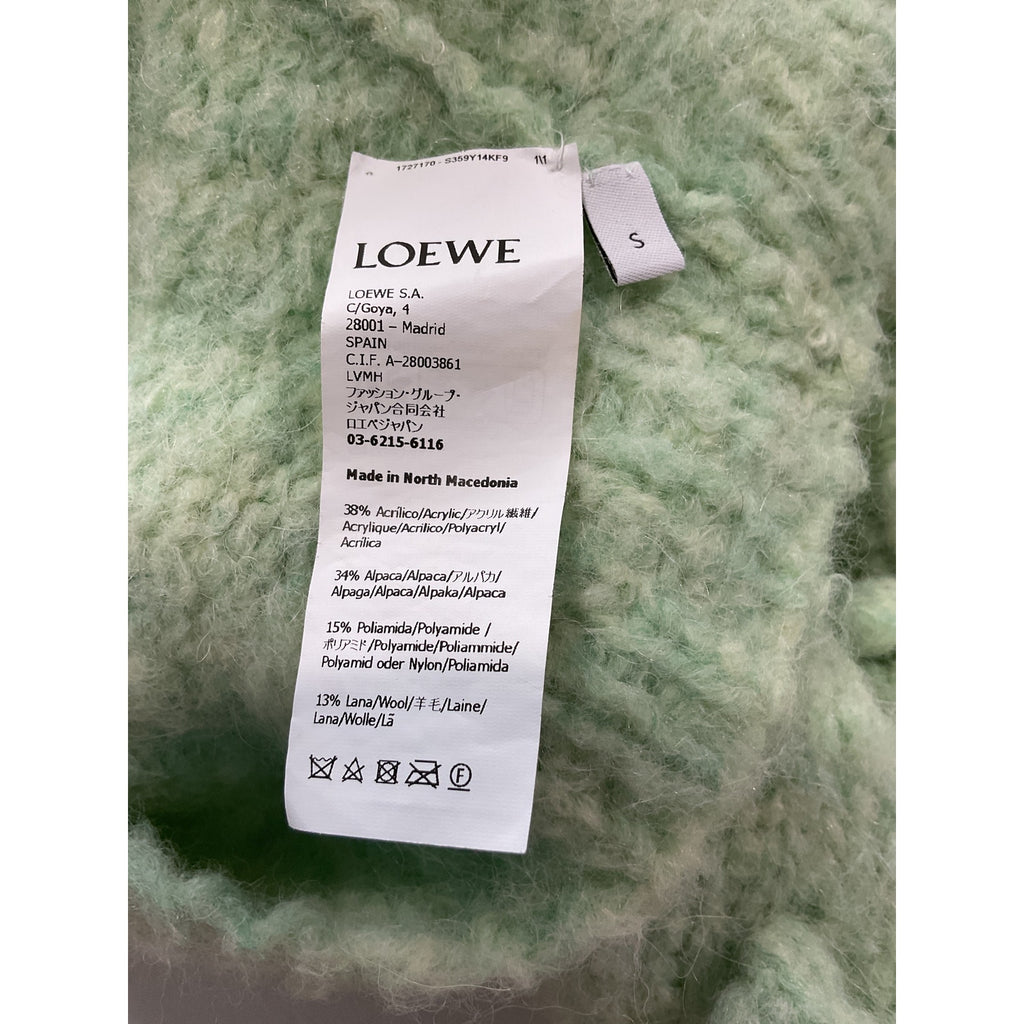 1727170 - S359Y14KF9 1\1
S
LOEWE
LOEWE S.A.
C/Goya, 4
28001 – Madrid
SPAIN
C.I.F. A-28003861
LVMH
ファッション・グループ・
ジャパン合同会社
ロエベジャパン
03-6215-6116
Made in North Macedonia
38% Acrílico/Acrylic/アクリル繊維/
Acrylique/Acrilico/Polyacryl/
Acrílica
34% Alpaca/Alpaca/アルパカ/
Alpaga/Alpaca/Alpaka/Alpaca
15% Poliamida/Polyamide /
ポリアミド/Polyamide/Poliammide/
Polyamid oder Nylon/Poliamida
13% Lana/Wool/羊毛/Laine/
Lana/Wolle/Lã
F